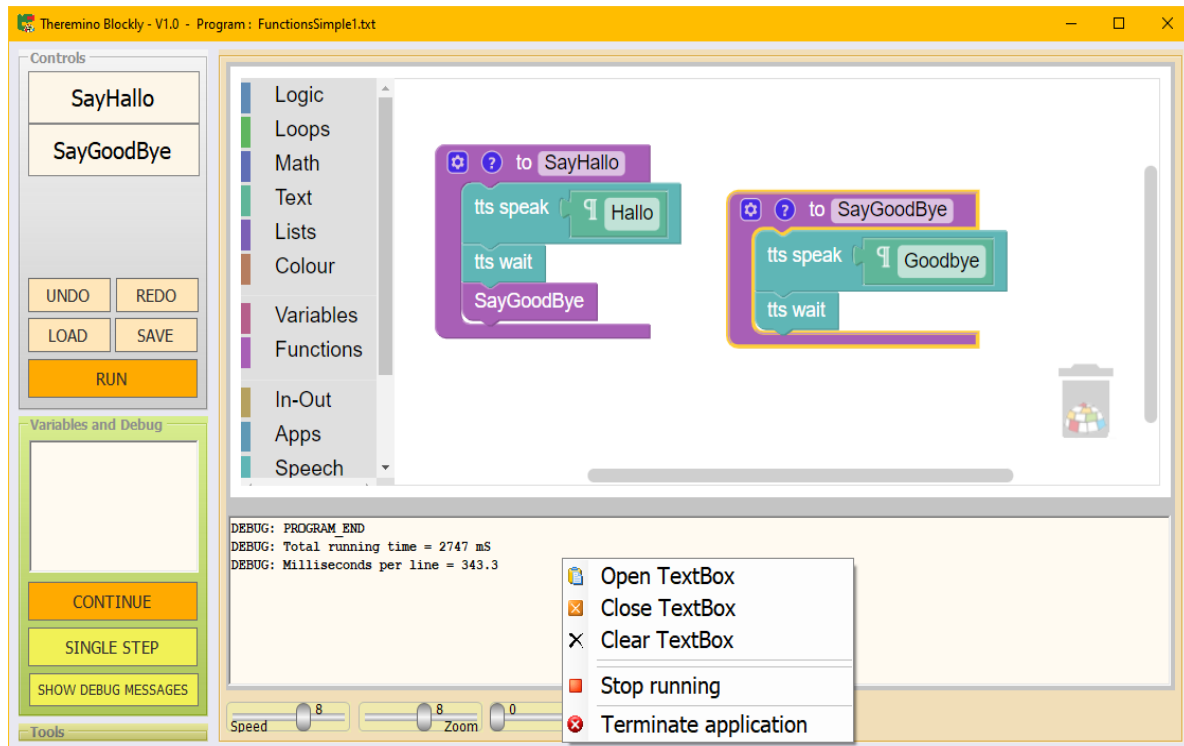 Theremino Blockly - V1.0 - Program : FunctionsSimple1.txt
Controls
SayHallo
SayGoodBye
UNDO REDO
LOAD SAVE
RUN
Variables and Debug
CONTINUE
SINGLE STEP
SHOW DEBUG MESSAGES
Tools
Logic
Loops
Math
Text
Lists
Colour
Variables
Functions
In-Out
Apps
Speech
? to SayHallo
tts speak ¶ Hallo
tts wait
SayGoodBye
? to SayGoodBye
tts speak ¶ Goodbye
tts wait
DEBUG: PROGRAM_END
DEBUG: Total running time = 2747 mS
DEBUG: Milliseconds per line = 343.3
Open TextBox
Close TextBox
Clear TextBox
Stop running
Terminate application
Speed 8
8 Zoom
0